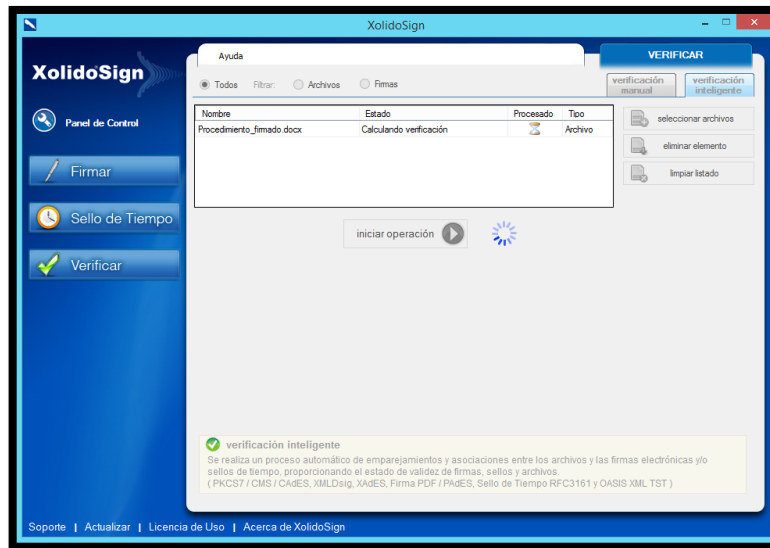 XolidoSign
XolidoSign
Panel de Control
Firmar
Sello de Tiempo
Verificar
Ayuda
VERIFICAR
Todos Filtrar: Archivos Firmas
verificación manual
verificación inteligente
Nombre Estado Procesado Tipo
Procedimiento_firmado.docx Calculando verificación Archivo
seleccionar archivos
eliminar elemento
limpiar listado
iniciar operación
verificación inteligente
Se realiza un proceso automático de emparejamientos y asociaciones entre los archivos y las firmas electrónicas y/o
sellos de tiempo, proporcionando el estado de validez de firmas, sellos y archivos.
( PKCS7 / CMS / CAdES, XMLDsig, XAdES, Firma PDF / PAdES, Sello de Tiempo RFC3161 y OASIS XML TST )
Soporte | Actualizar | Licencia de Uso | Acerca de XolidoSign